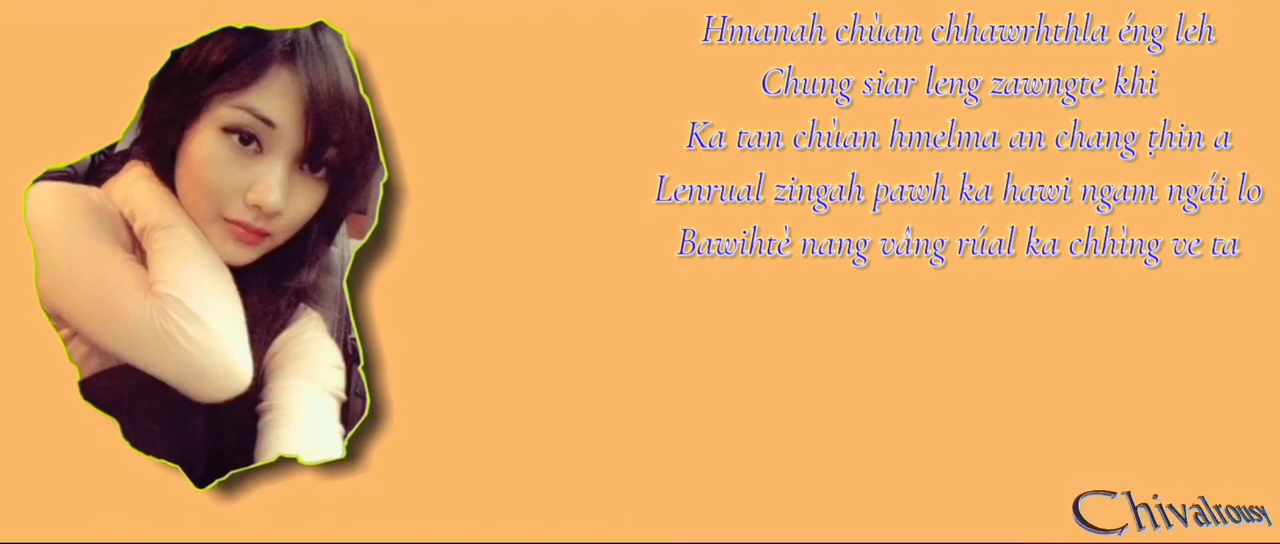 Hmanah chùan chhawrhthla éng leh
Chung siar leng zawngte khi
Ka tan chùan hmelma an chang ṭhin a
Lenrual zingah pawh ka hawi ngam ngái lo
Bawihtè nang vâng rúal ka chhìng ve ta
Chivalrousy